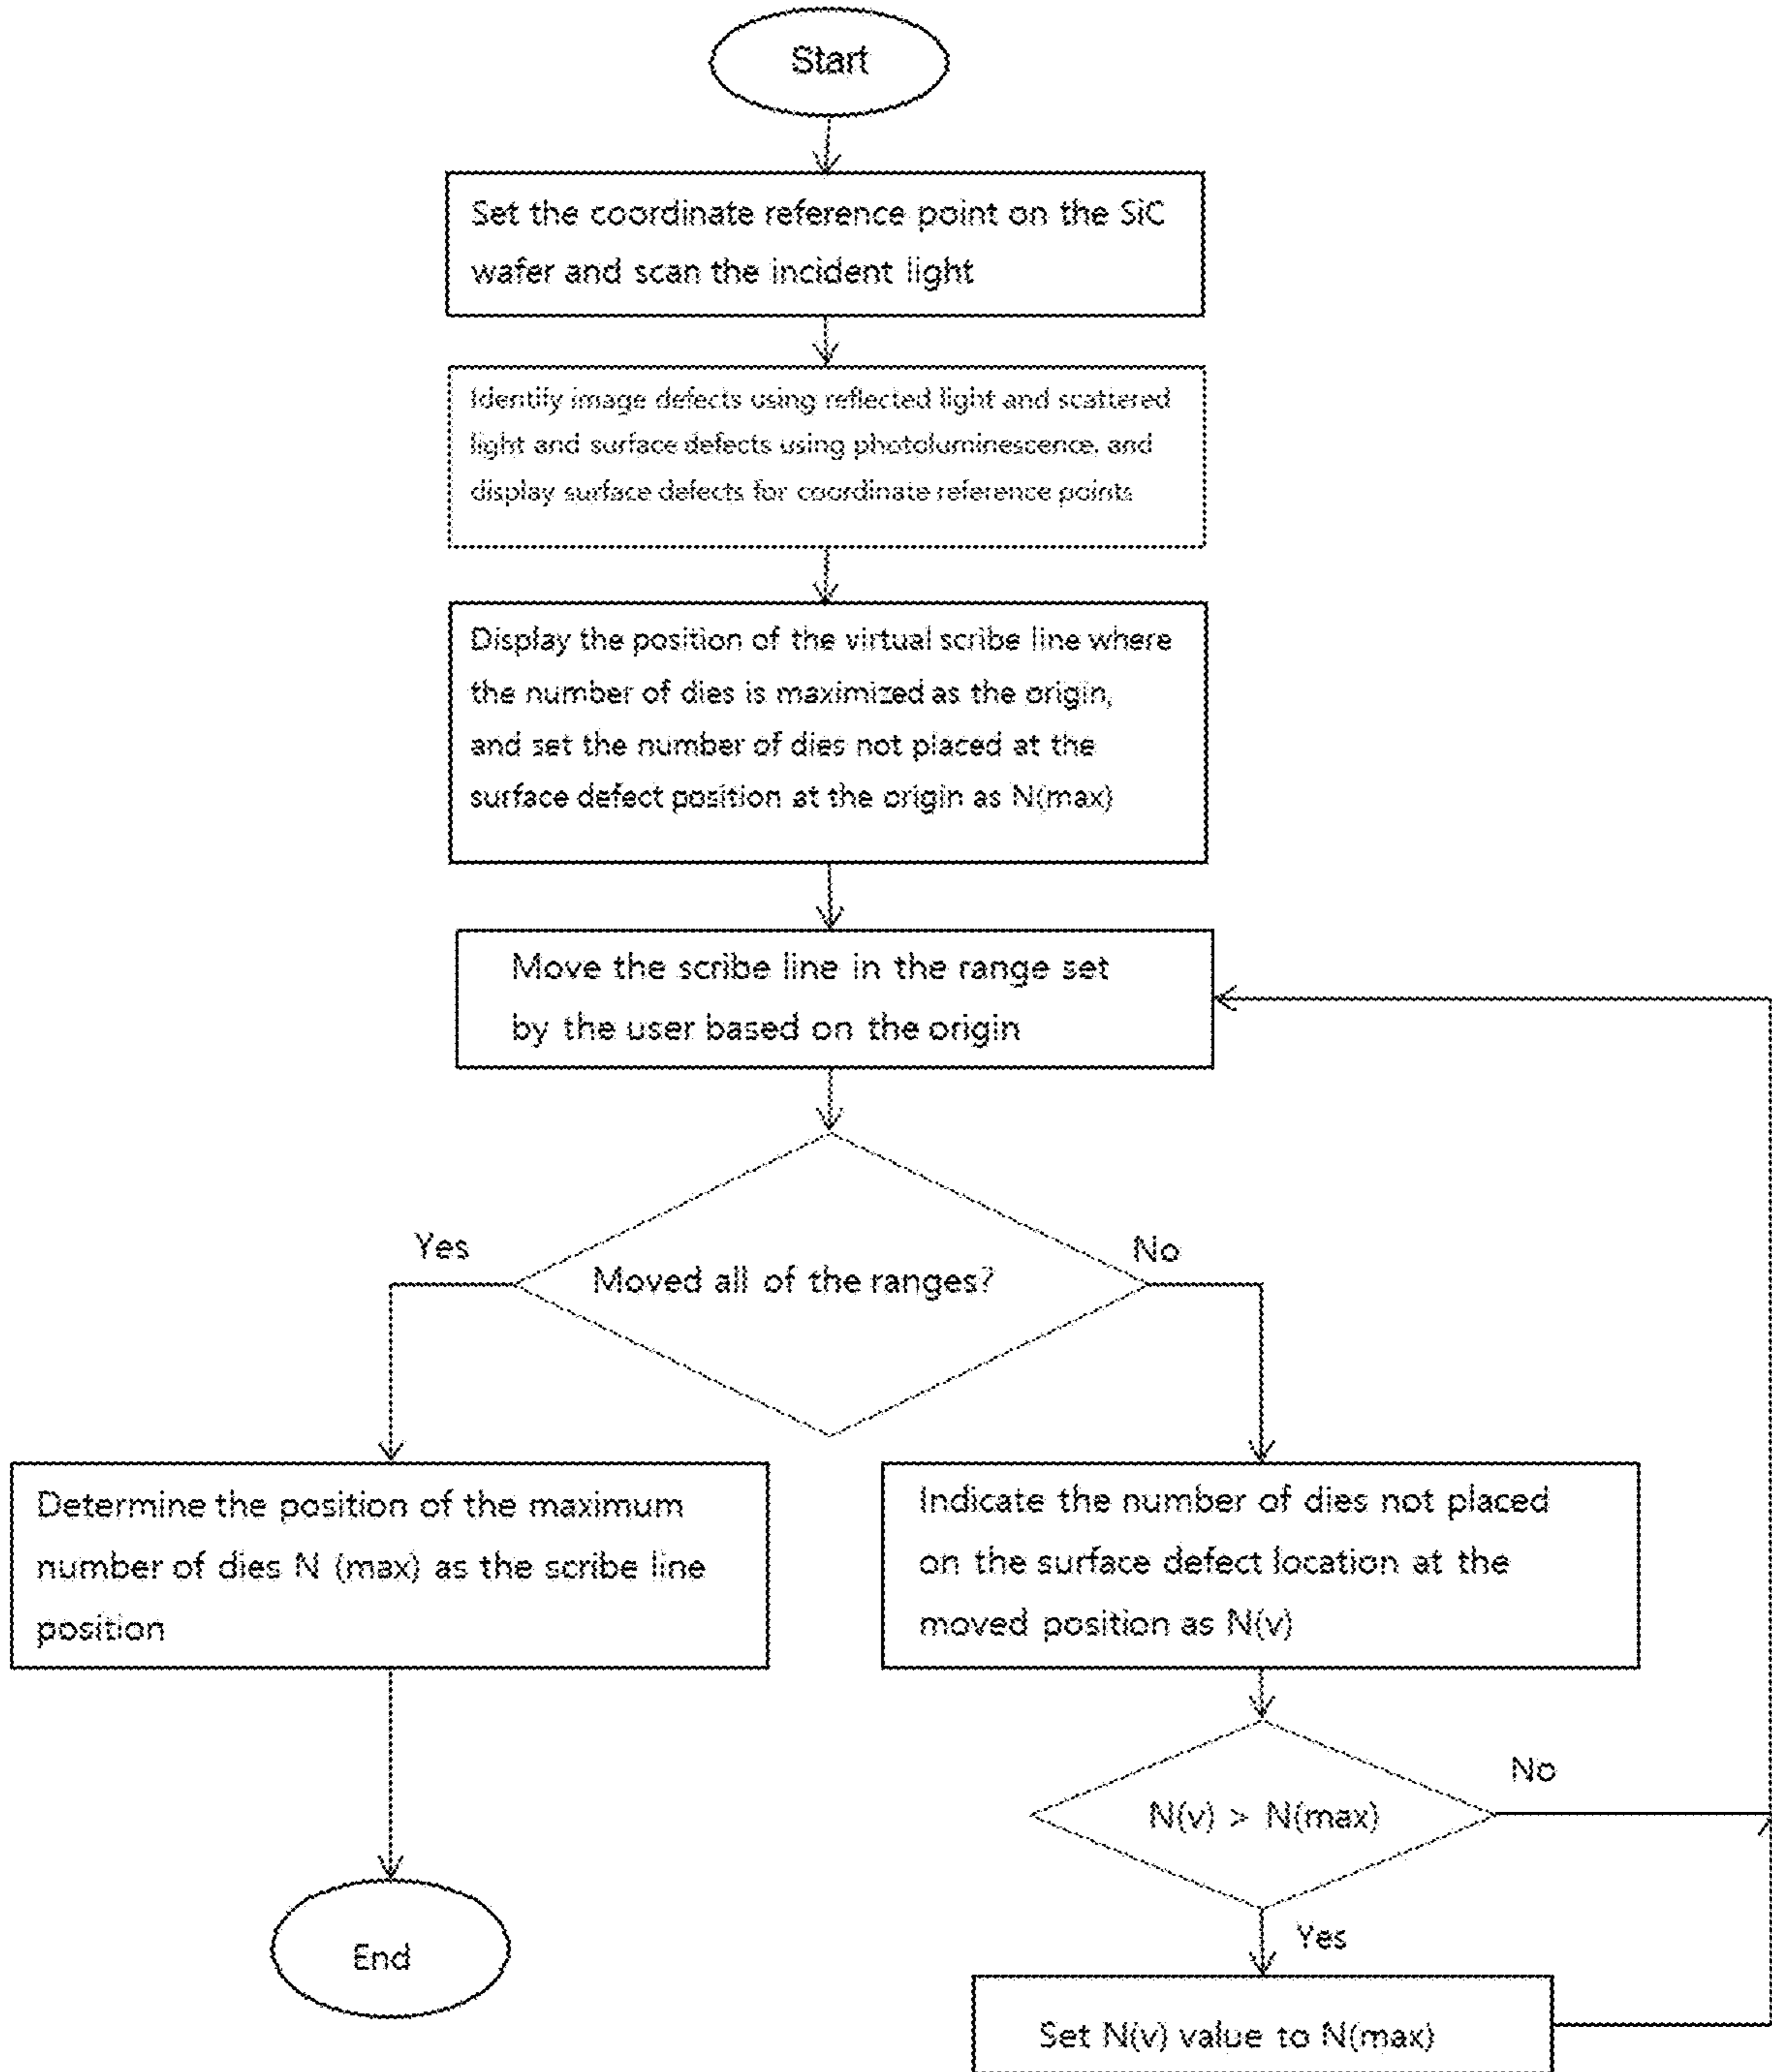 Start
Set the coordinate reference point on the SiC
wafer and scan the incident light
Identify image defects using reflected light and scattered
light and surface defects using photoluminescence, and
display surface defects for coordinate reference points
Display the position of the virtual scribe line where
the number of dies is maximized as the origin,
and set the number of dies not placed at the
surface defect position at the origin as N(max)
Move the scribe line in the range set
by the user based on the origin
Moved all of the ranges?
Yes
No
Determine the position of the maximum
number of dies N (max) as the scribe line
position
End
Indicate the number of dies not placed
on the surface defect location at the
moved position as N(v)
N(v) > N(max)
No
Yes
Set N(v) value to N(max)